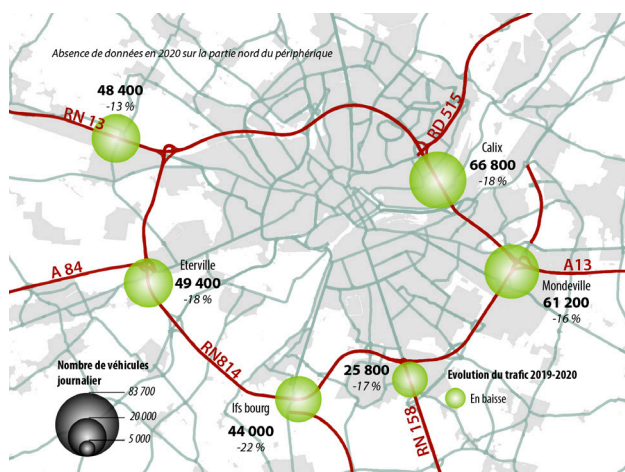 Absence de données en 2020 sur la partie nord du périphérique
48 400
-13 %
RN 13
RD 515
Calix
66 800
-18 %
A 84
Eterville
49 400
-18 %
A13
Mondeville
61 200
-16 %
RN814
25 800
-17 %
Evolution du trafic 2019-2020
En baisse
Nombre de véhicules
journalier
83 700
20 000
5 000
Ifs bourg
44 000
-22 %
RN 158